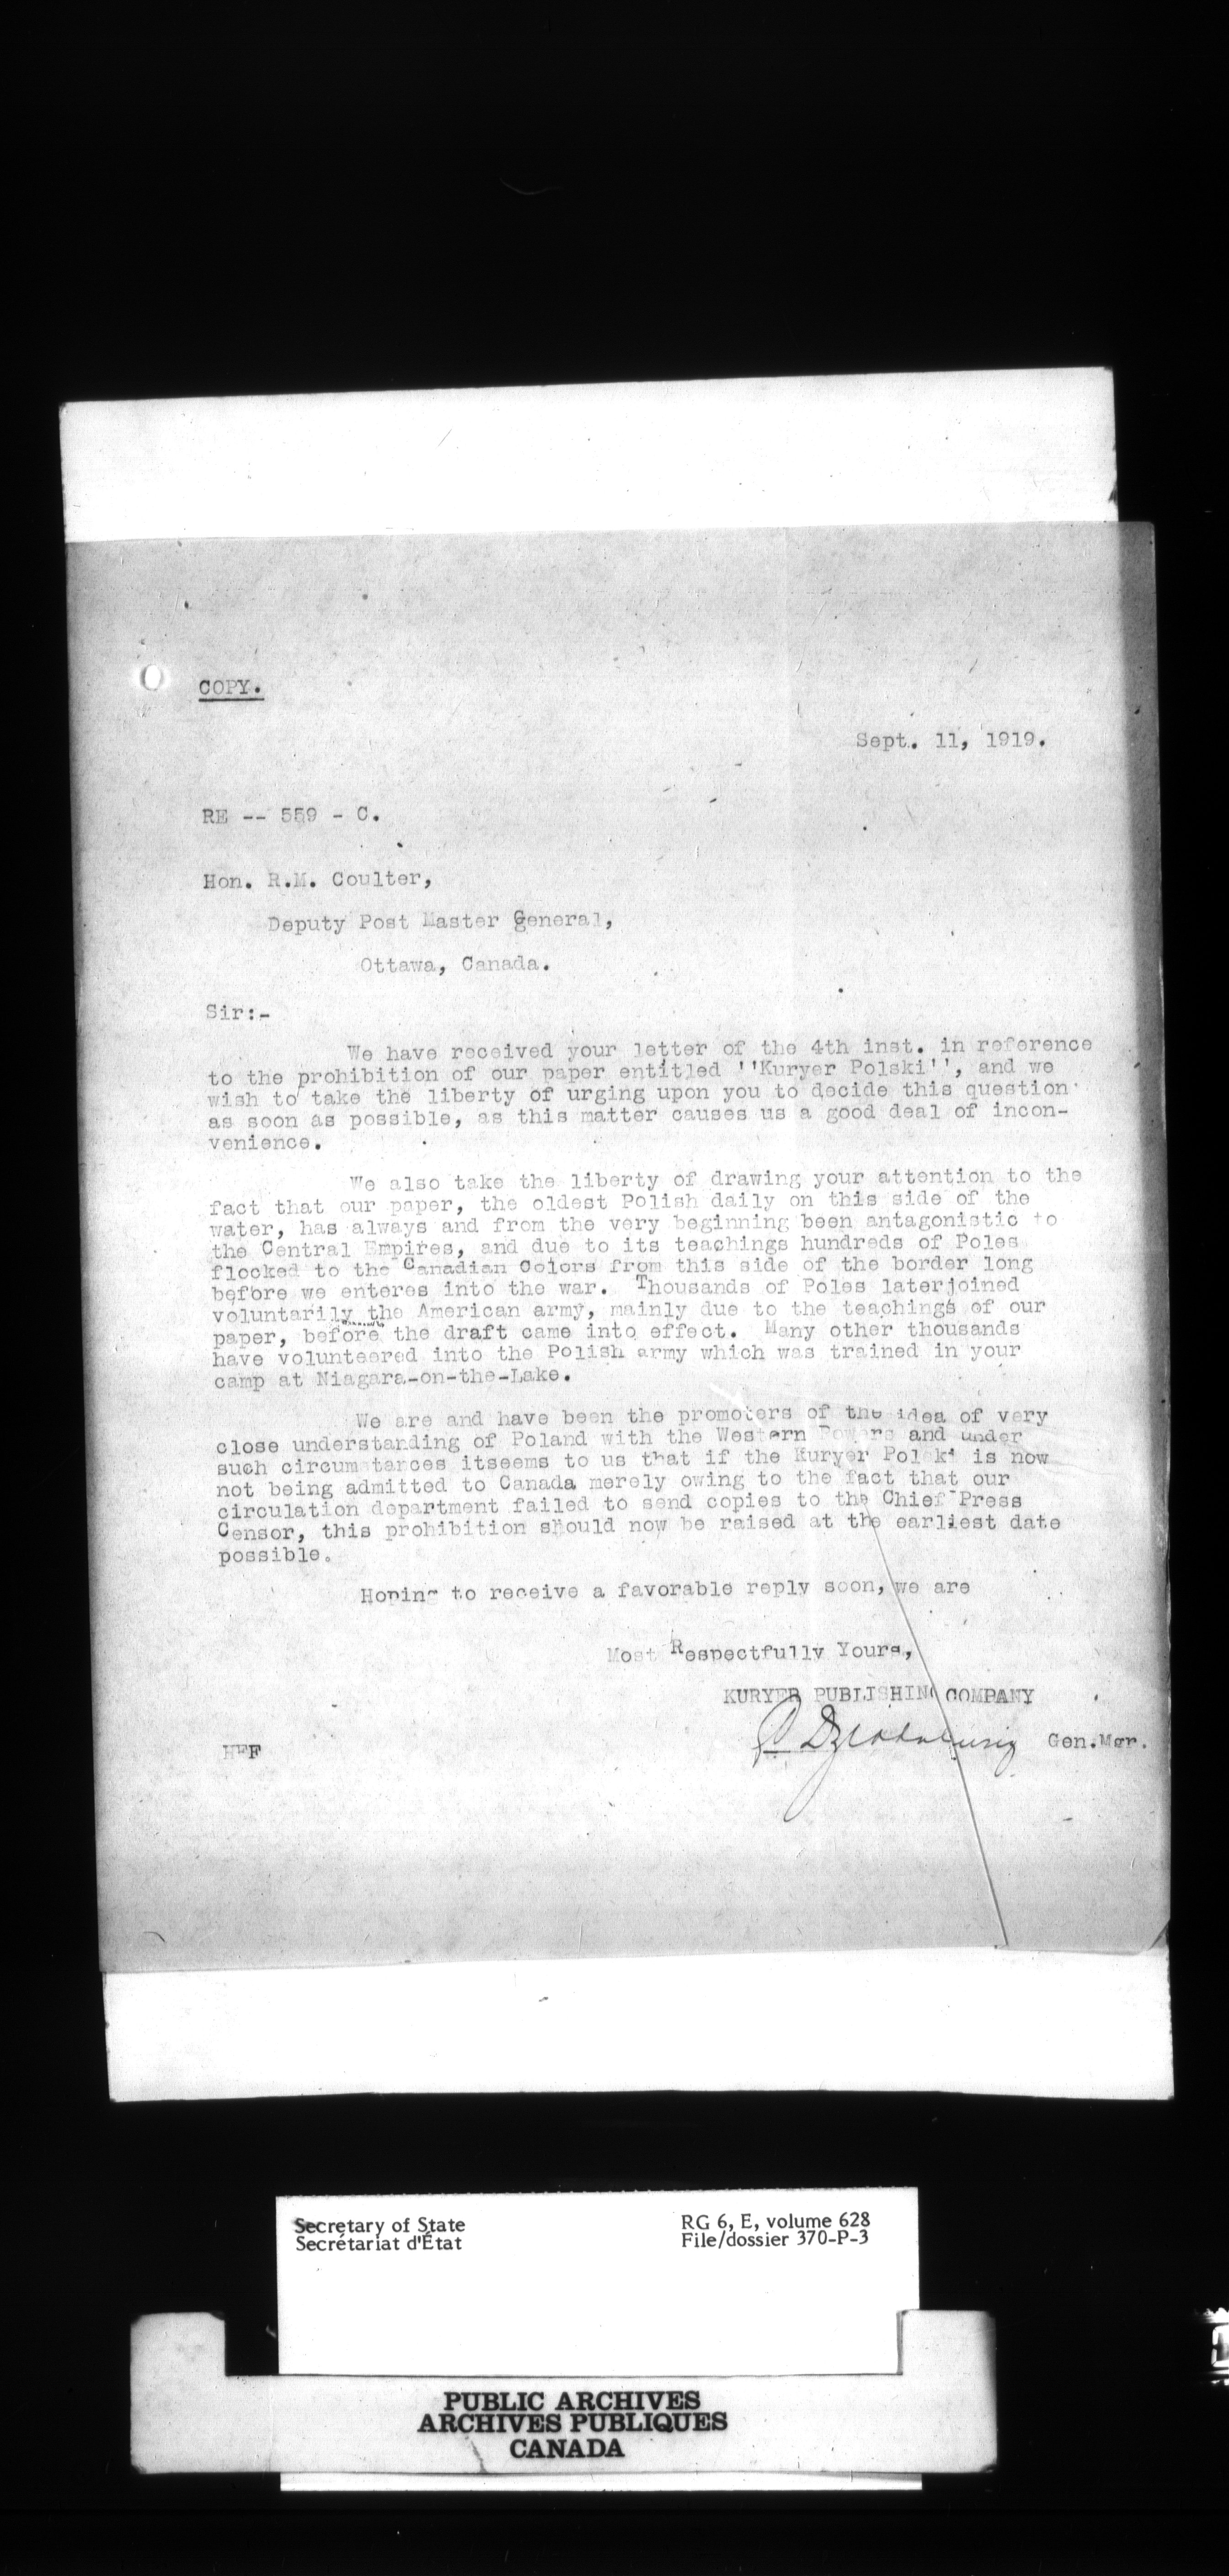 COPY.
Sept. 11, 1919.
RE -- 559 - C.
Hon. R.M. Coulter,
Deputy Post Master General,
Ottawa, Canada.
Sir:-
We have received your letter of the 4th inst. in reference
to the prohibition of our paper entitled ''Kuryer Polski'', and we
wish to take the liberty of urging upon you to decide this question
as soon as possible, as this matter causes us a good deal of incon-
venience.
We also take the liberty of drawing your attention to the
fact that our paper, the oldest Polish daily on this side of the
water, has always and from the very beginning been antagonistic to
the Central Empires, and due to its teachings hundreds of Poles
flocked to the Canadian Colors from this side of the border long
before we enteres into the war. Thousands of Poles laterjoined
voluntarily the American army, mainly due to the teachings of our
paper, before the draft came into effect. Many other thousands
have volunteered into the Polish army which was trained in your
camp at Niagara-on-the-Lake.
We are and have been the promoters of the idea of very
close understanding of Poland with the Western Powers and under
such circumstances itseems to us that if the Kuryer Polski is now
not being admitted to Canada merely owing to the fact that our
circulation department failed to send copies to the Chief Press
Censor, this prohibition should now be raised at the earliest date
possible.
Hoping to receive a favorable reply soon, we are
Most Respectfully Yours,
KURYER PUBLISHING COMPANY
Gen.Mgr.
HFF
Secretary of State
Secrétariat d'État
RG 6, E, volume 628
File/dossier 370-P-3
PUBLIC ARCHIVES
ARCHIVES PUBLIQUES
CANADA